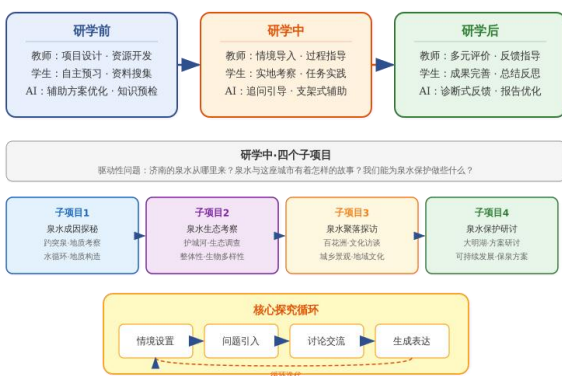 研学前
教师：项目设计 · 资源开发
学生：自主预习 · 资料搜集
AI：辅助方案优化 · 知识预检
研学中
教师：情境导入 · 过程指导
学生：实地考察 · 任务实践
AI：追问引导 · 支架式辅助
研学后
教师：多元评价 · 反馈指导
学生：成果完善 · 总结反思
AI：诊断式反馈 · 报告优化
研学中·四个子项目
驱动性问题：济南的泉水从哪里来？泉水与这座城市有着怎样的故事？我们能为泉水保护做些什么？
子项目1
泉水成因探秘
趵突泉·地质考察
水循环·地质构造
子项目2
泉水生态考察
护城河·生态调查
整体性·生物多样性
子项目3
泉水聚落探访
百花洲·文化访谈
城乡景观·地域文化
子项目4
泉水保护研讨
大明湖·方案研讨
可持续发展·保泉方案
核心探究循环
情境设置
问题引入
讨论交流
生成表达